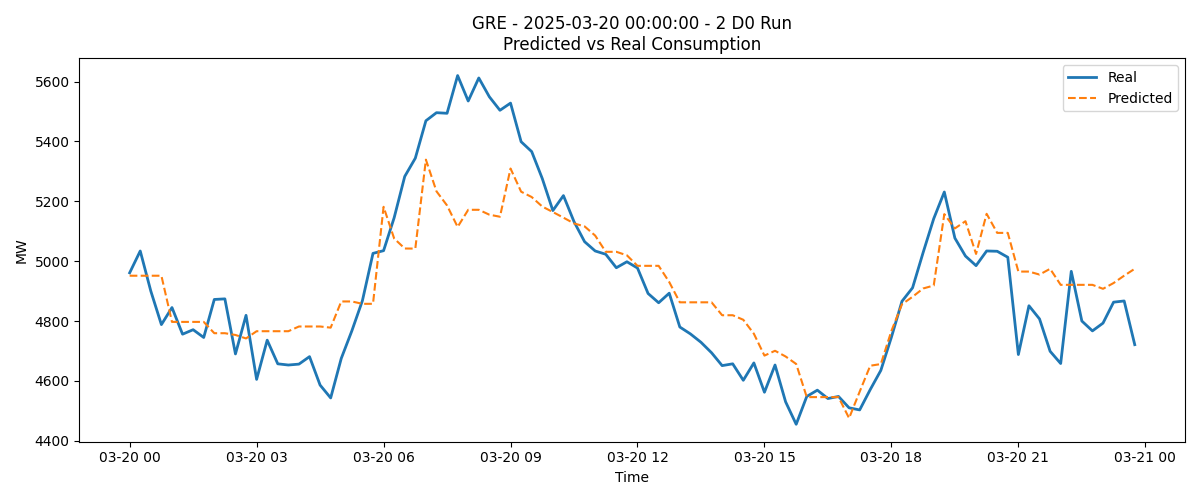 GRE - 2025-03-20 00:00:00 - 2 D0 Run
Predicted vs Real Consumption
Real
Predicted
MW
5600
5400
5200
5000
4800
4600
4400
03-20 00
03-20 03
03-20 06
03-20 09
03-20 12
03-20 15
03-20 18
03-20 21
03-21 00
Time